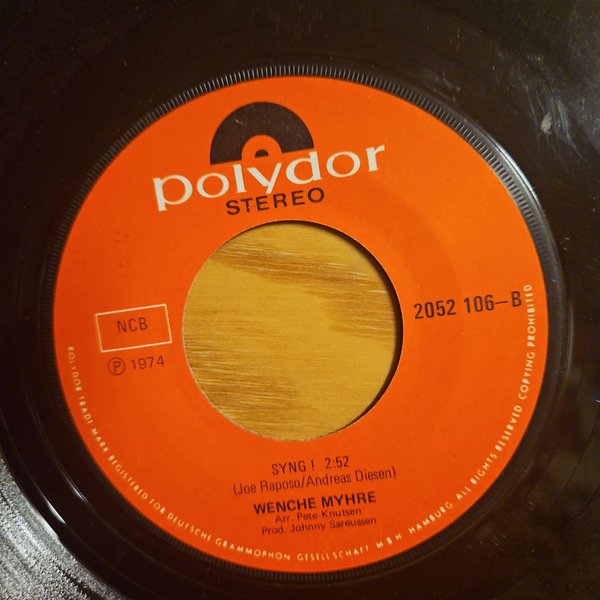 polydor
STEREO
NCB
Ⓟ 1974
2052 106-B
SYNG! 2:52
(Joe Raposo/Andreas Diesen)
WENCHE MYHRE
Arr. Pete Knutsen
Prod. Johnny Sareussen
POLYDOR TRADE MARK REGISTERED FOR DEUTSCHE GRAMMOPHON GESELLSCHAFT M B H HAMBURG ALL RIGHTS RESERVED COPYING PROHIBITED